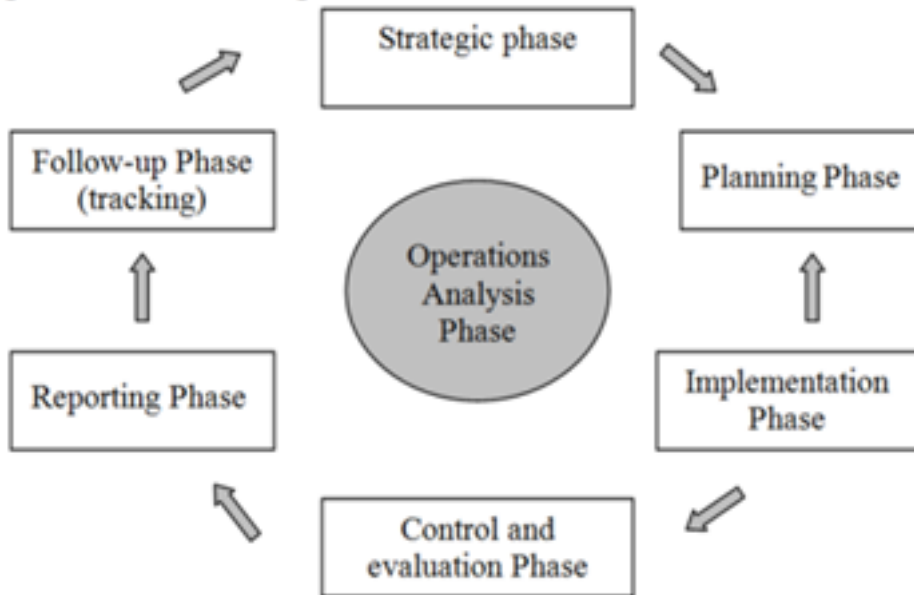 Strategic phase
Follow-up Phase
(tracking)
Planning Phase
Operations
Analysis
Phase
Reporting Phase
Implementation
Phase
Control and
evaluation Phase